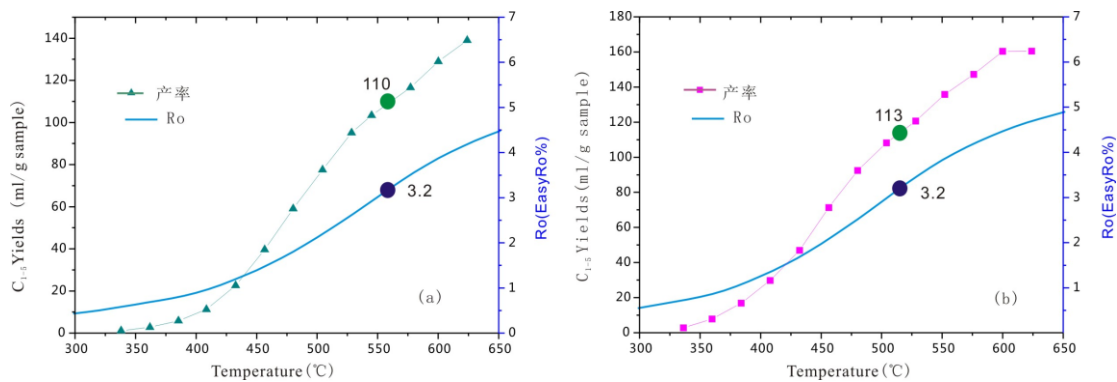 C₁₋₅ Yields (ml/g sample)
140
120
100
80
60
40
20
0
产率
Ro
110
3.2
(a)
7
6
5
4
3
2
1
0
Ro(EasyRo%)
300 350 400 450 500 550 600 650
Temperature(℃)
C₁₋₅ Yields(ml/g sample)
180
160
140
120
100
80
60
40
20
0
产率
Ro
113
3.2
(b)
7
6
5
4
3
2
1
0
Ro(EasyRo%)
300 350 400 450 500 550 600 650
Temperature(℃)